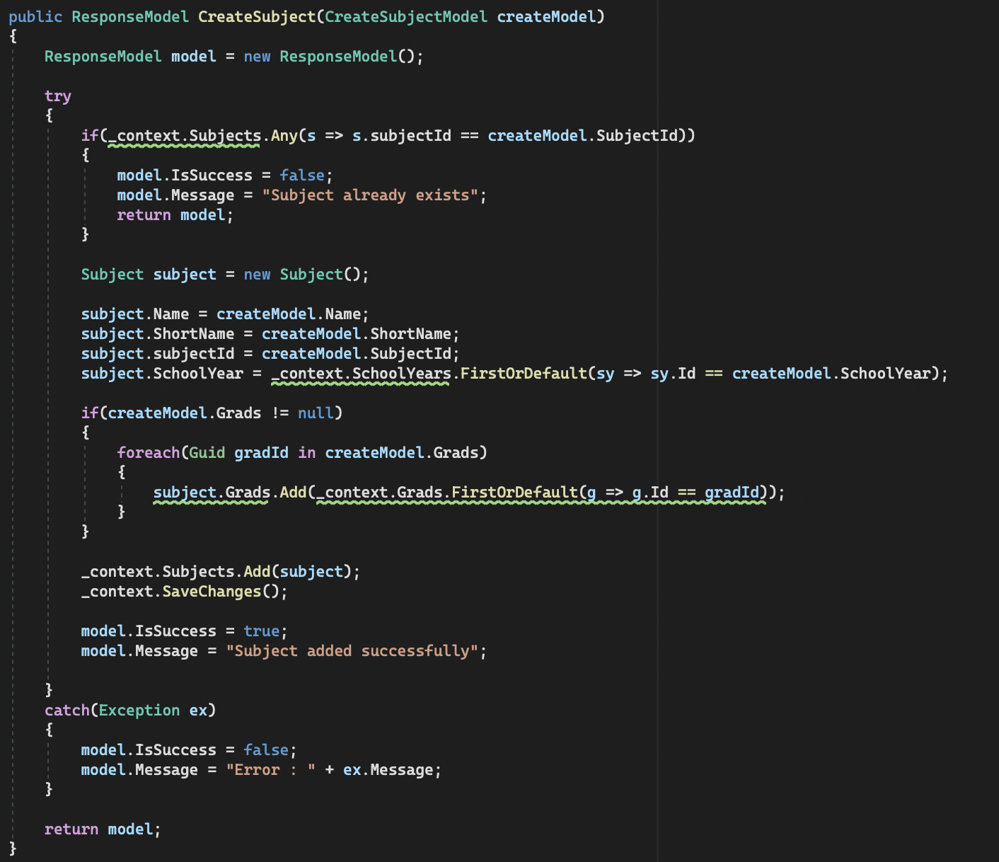 public ResponseModel CreateSubject(CreateSubjectModel createModel)
{
    ResponseModel model = new ResponseModel();

    try
    {
        if(_context.Subjects.Any(s => s.subjectId == createModel.SubjectId))
        {
            model.IsSuccess = false;
            model.Message = "Subject already exists";
            return model;
        }

        Subject subject = new Subject();

        subject.Name = createModel.Name;
        subject.ShortName = createModel.ShortName;
        subject.subjectId = createModel.SubjectId;
        subject.SchoolYear = _context.SchoolYears.FirstOrDefault(sy => sy.Id == createModel.SchoolYear);

        if(createModel.Grads != null)
        {
            foreach(Guid gradId in createModel.Grads)
            {
                subject.Grads.Add(_context.Grads.FirstOrDefault(g => g.Id == gradId));
            }
        }

        _context.Subjects.Add(subject);
        _context.SaveChanges();

        model.IsSuccess = true;
        model.Message = "Subject added successfully";

    }
    catch(Exception ex)
    {
        model.IsSuccess = false;
        model.Message = "Error : " + ex.Message;
    }

    return model;
}